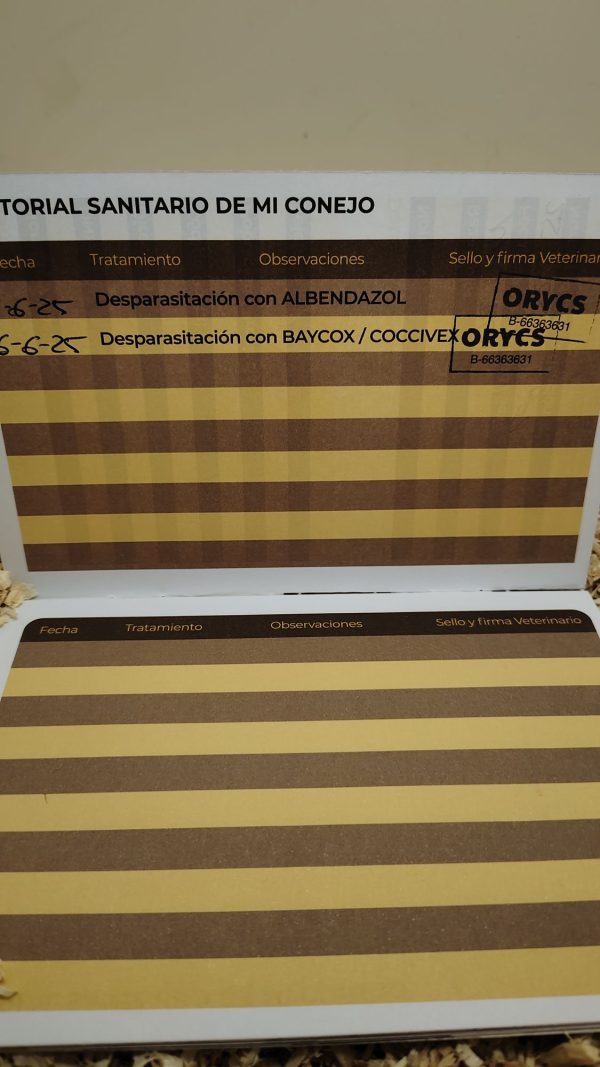 TORIAL SANITARIO DE MI CONEJO
echa Tratamiento Observaciones Sello y firma Veterinar
-6-25 Desparasitación con ALBENDAZOL ORYCS
B-66363631
6-6-25 Desparasitación con BAYCOX / COCCIVEX ORYCS
B-66363631
Fecha Tratamiento Observaciones Sello y firma Veterinario